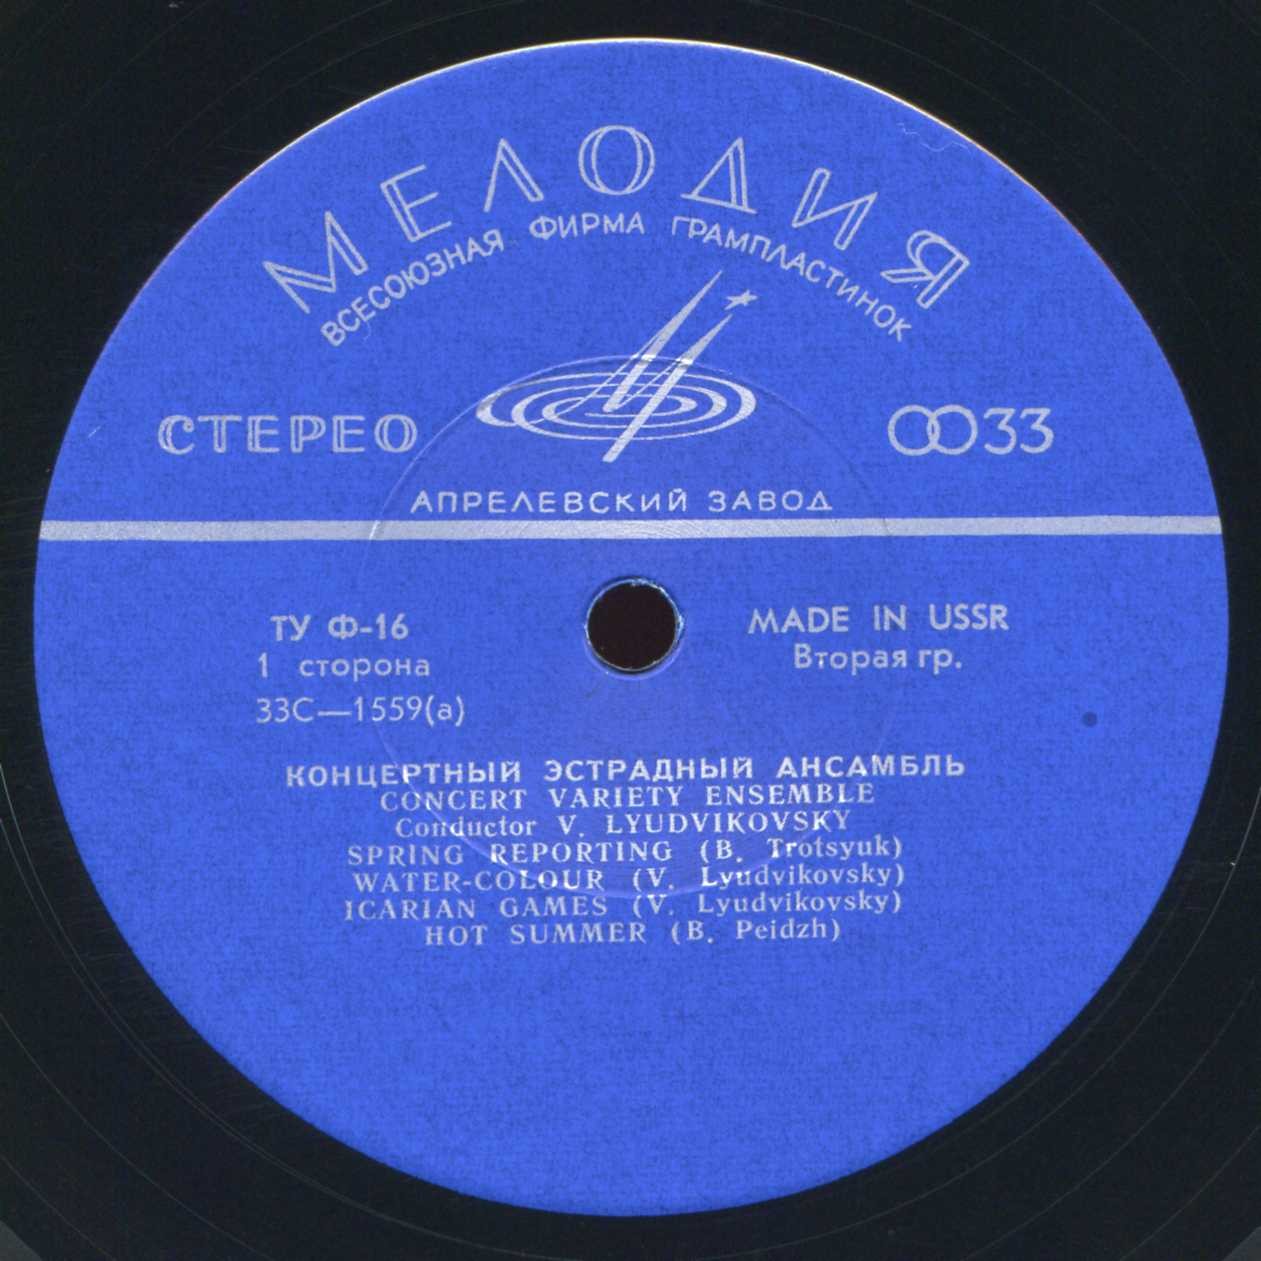 МЕЛОДИЯ
ВСЕСОЮЗНАЯ ФИРМА ГРАМПЛАСТИНОК
СТЕРЕО
33
АПРЕЛЕВСКИЙ ЗАВОД
ТУ Ф-16
1 сторона
33С—1559(а)
MADE IN USSR
Вторая гр.
КОНЦЕРТНЫЙ ЭСТРАДНЫЙ АНСАМБЛЬ
CONCERT VARIETY ENSEMBLE
Conductor V. LYUDVIKOVSKY
SPRING REPORTING (B. Trotsyuk)
WATER-COLOUR (V. Lyudvikovsky)
ICARIAN GAMES (V. Lyudvikovsky)
HOT SUMMER (B. Peidzh)